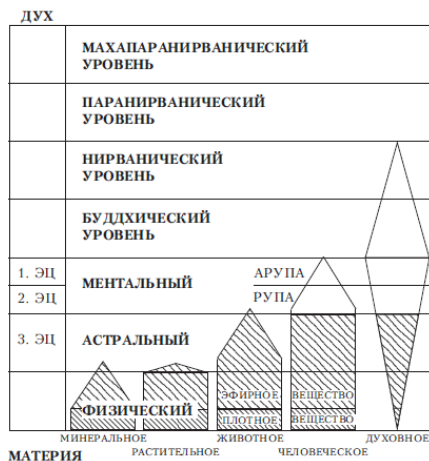 ДУХ
МАХАПАРАНИРВАНИЧЕСКИЙ
УРОВЕНЬ
ПАРАНИРВАНИЧЕСКИЙ
УРОВЕНЬ
НИРВАНИЧЕСКИЙ
УРОВЕНЬ
БУДДХИЧЕСКИЙ
УРОВЕНЬ
1. ЭЦ
2. ЭЦ
МЕНТАЛЬНЫЙ
АРУПА
РУПА
3. ЭЦ
АСТРАЛЬНЫЙ
ФИЗИЧЕСКИЙ
ЭФИРНОЕ ВЕЩЕСТВО
ПЛОТНОЕ ВЕЩЕСТВО
МИНЕРАЛЬНОЕ ЖИВОТНОЕ ДУХОВНОЕ
МАТЕРИЯ РАСТИТЕЛЬНОЕ ЧЕЛОВЕЧЕСКОЕ